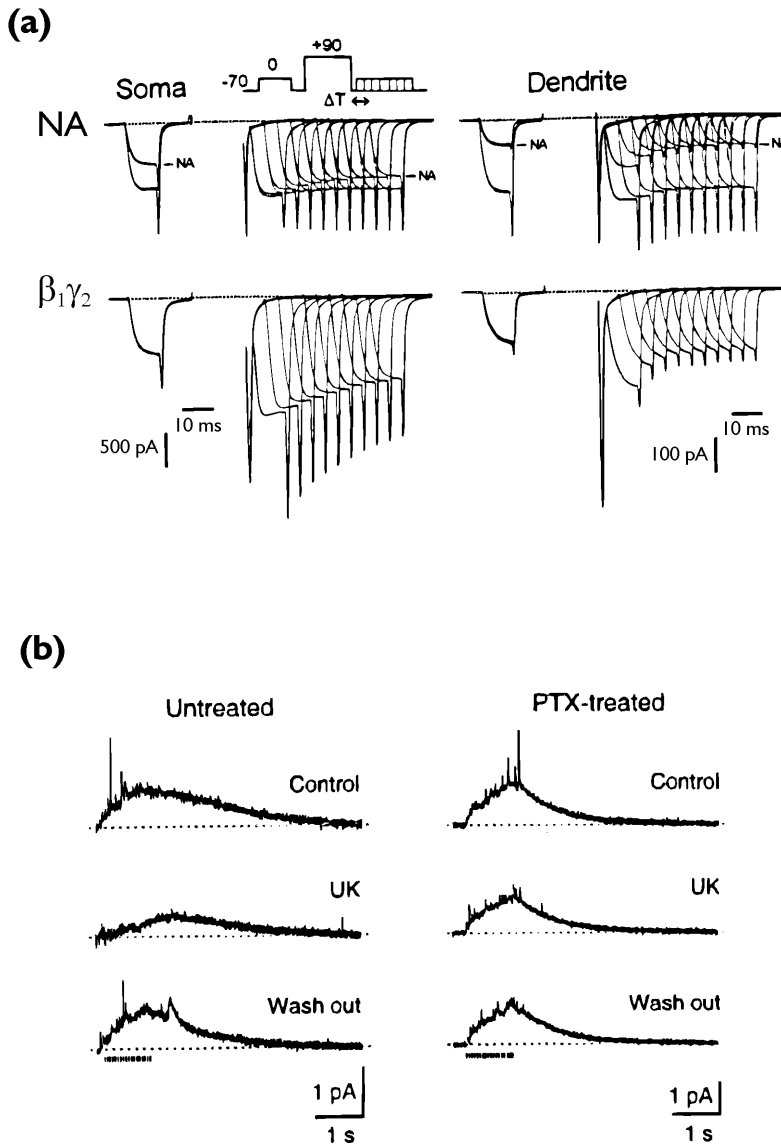 (a)
+90
0
-70
ΔT
Soma
Dendrite
NA
NA
NA
NA
β₁γ₂
10 ms
500 pA
10 ms
100 pA
(b)
Untreated
PTX-treated
Control
Control
UK
UK
Wash out
Wash out
1 pA
1 s
1 pA
1 s